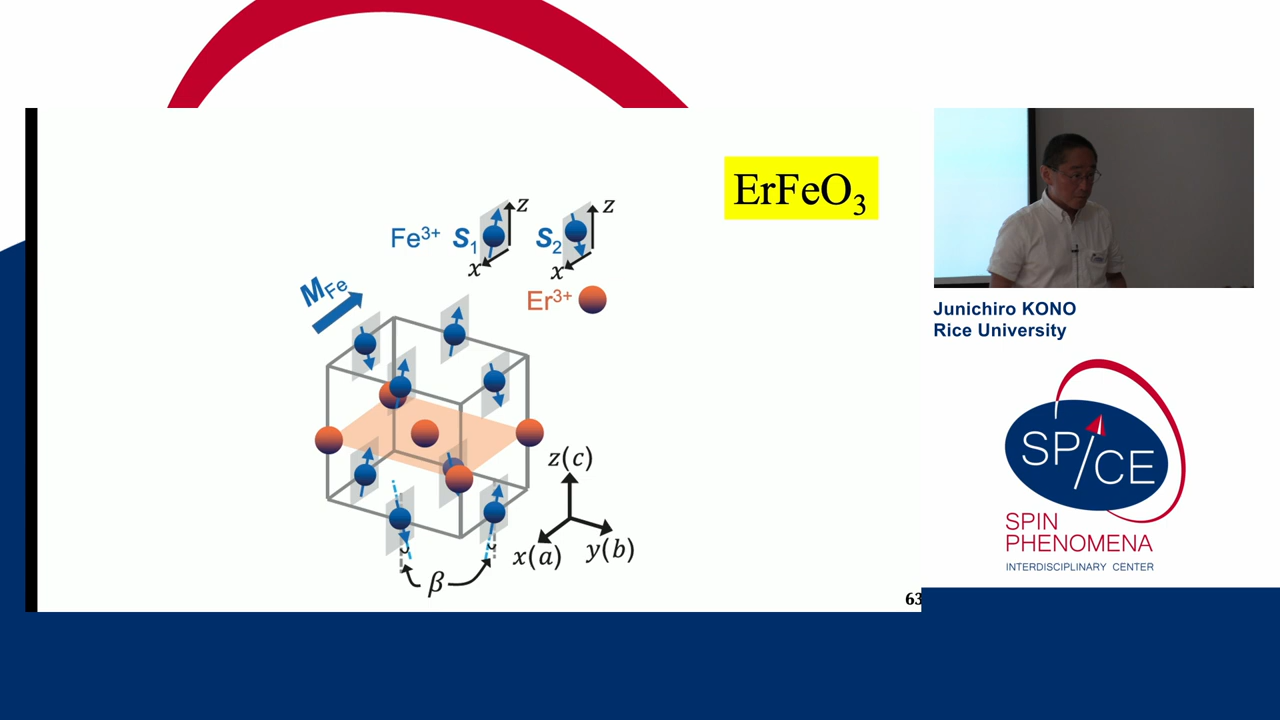 ErFeO₃
Fe³⁺ S₁ z x S₂ z x
Er³⁺
M_Fe
z(c)
x(a) y(b)
β
63
Junichiro KONO
Rice University
SP/CE
SPIN
PHENOMENA
INTERDISCIPLINARY CENTER